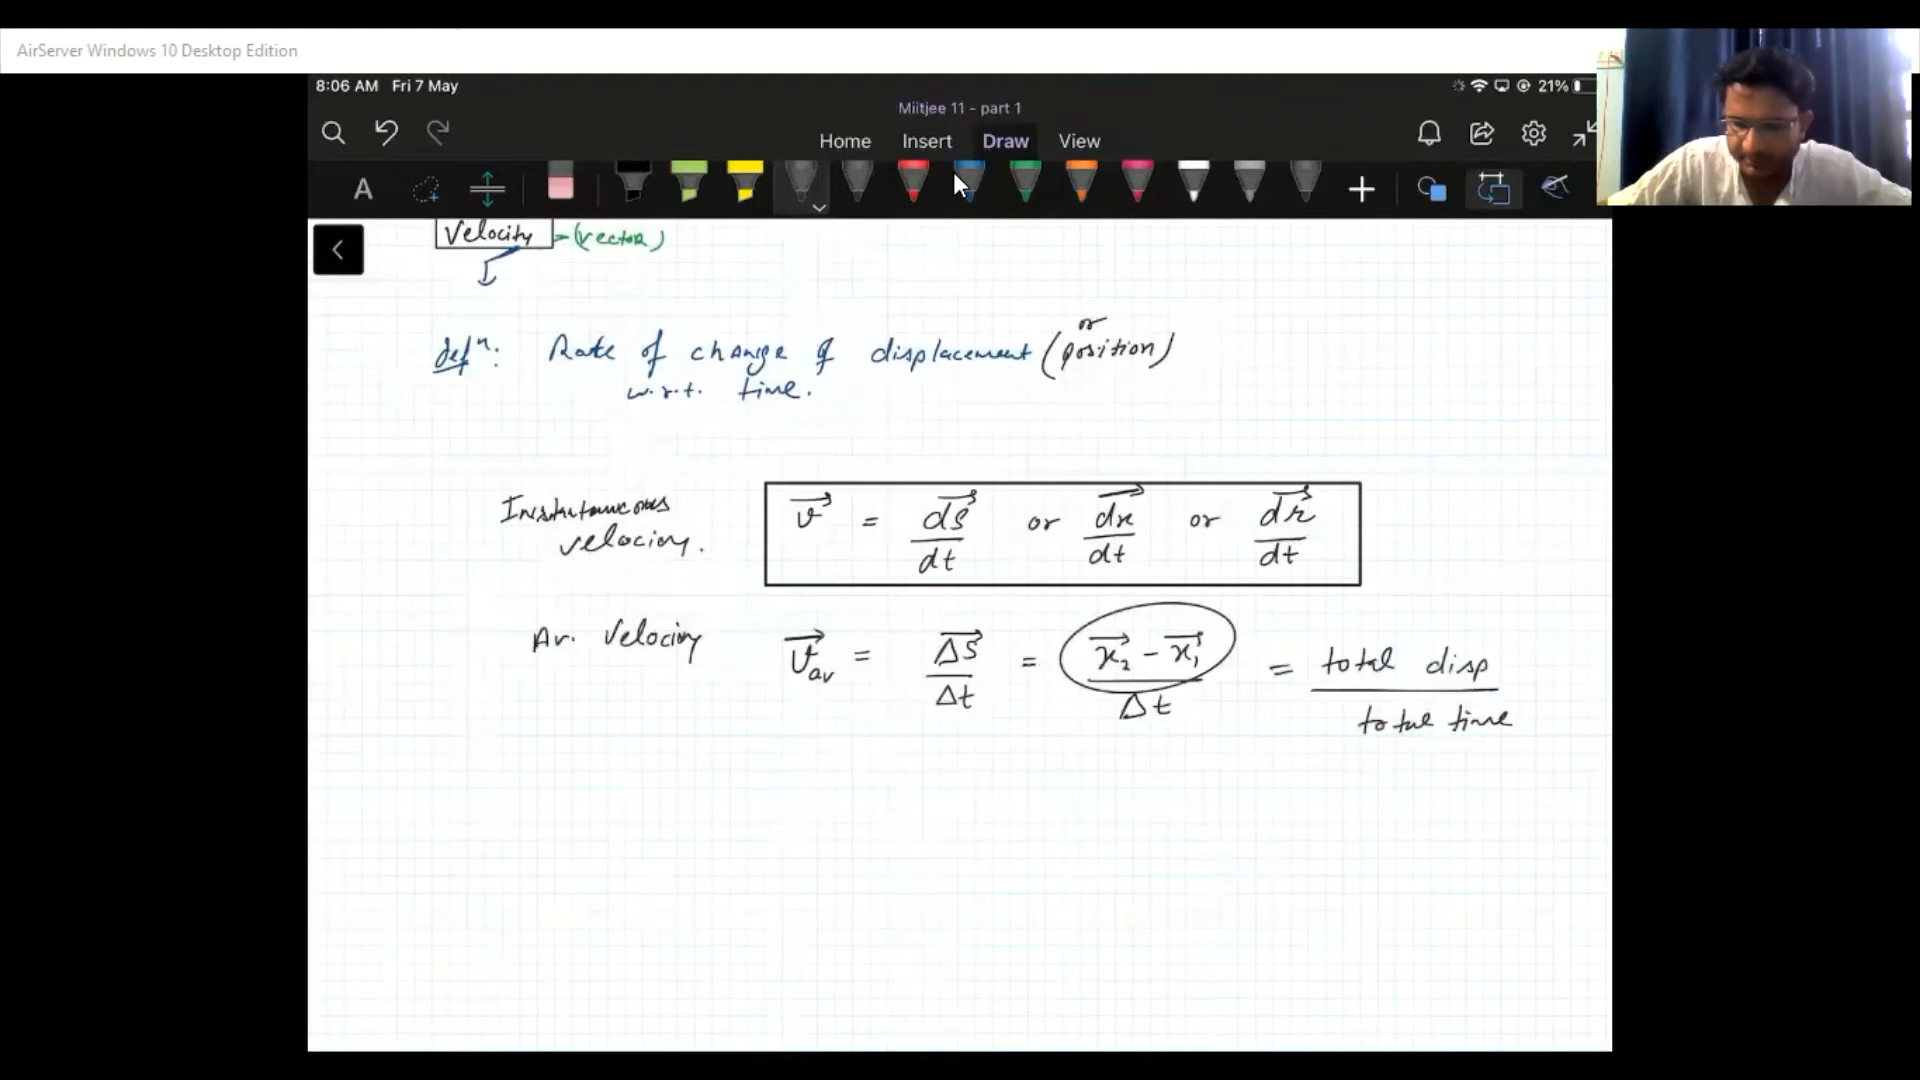 AirServer Windows 10 Desktop Edition
8:06 AM Fri 7 May
21%
Miitjee 11 - part 1
Home Insert Draw View
A
Velocity → (vector)
defⁿ: Rate of change of displacement (or position)
w.r.t. time.
Instantaneous velociny.
v⃗ = ds⃗/dt or dx⃗/dt or dr⃗/dt
Av. Velociny v⃗av = Δs⃗/Δt = (x⃗₂ - x⃗₁)/Δt = total disp/total time